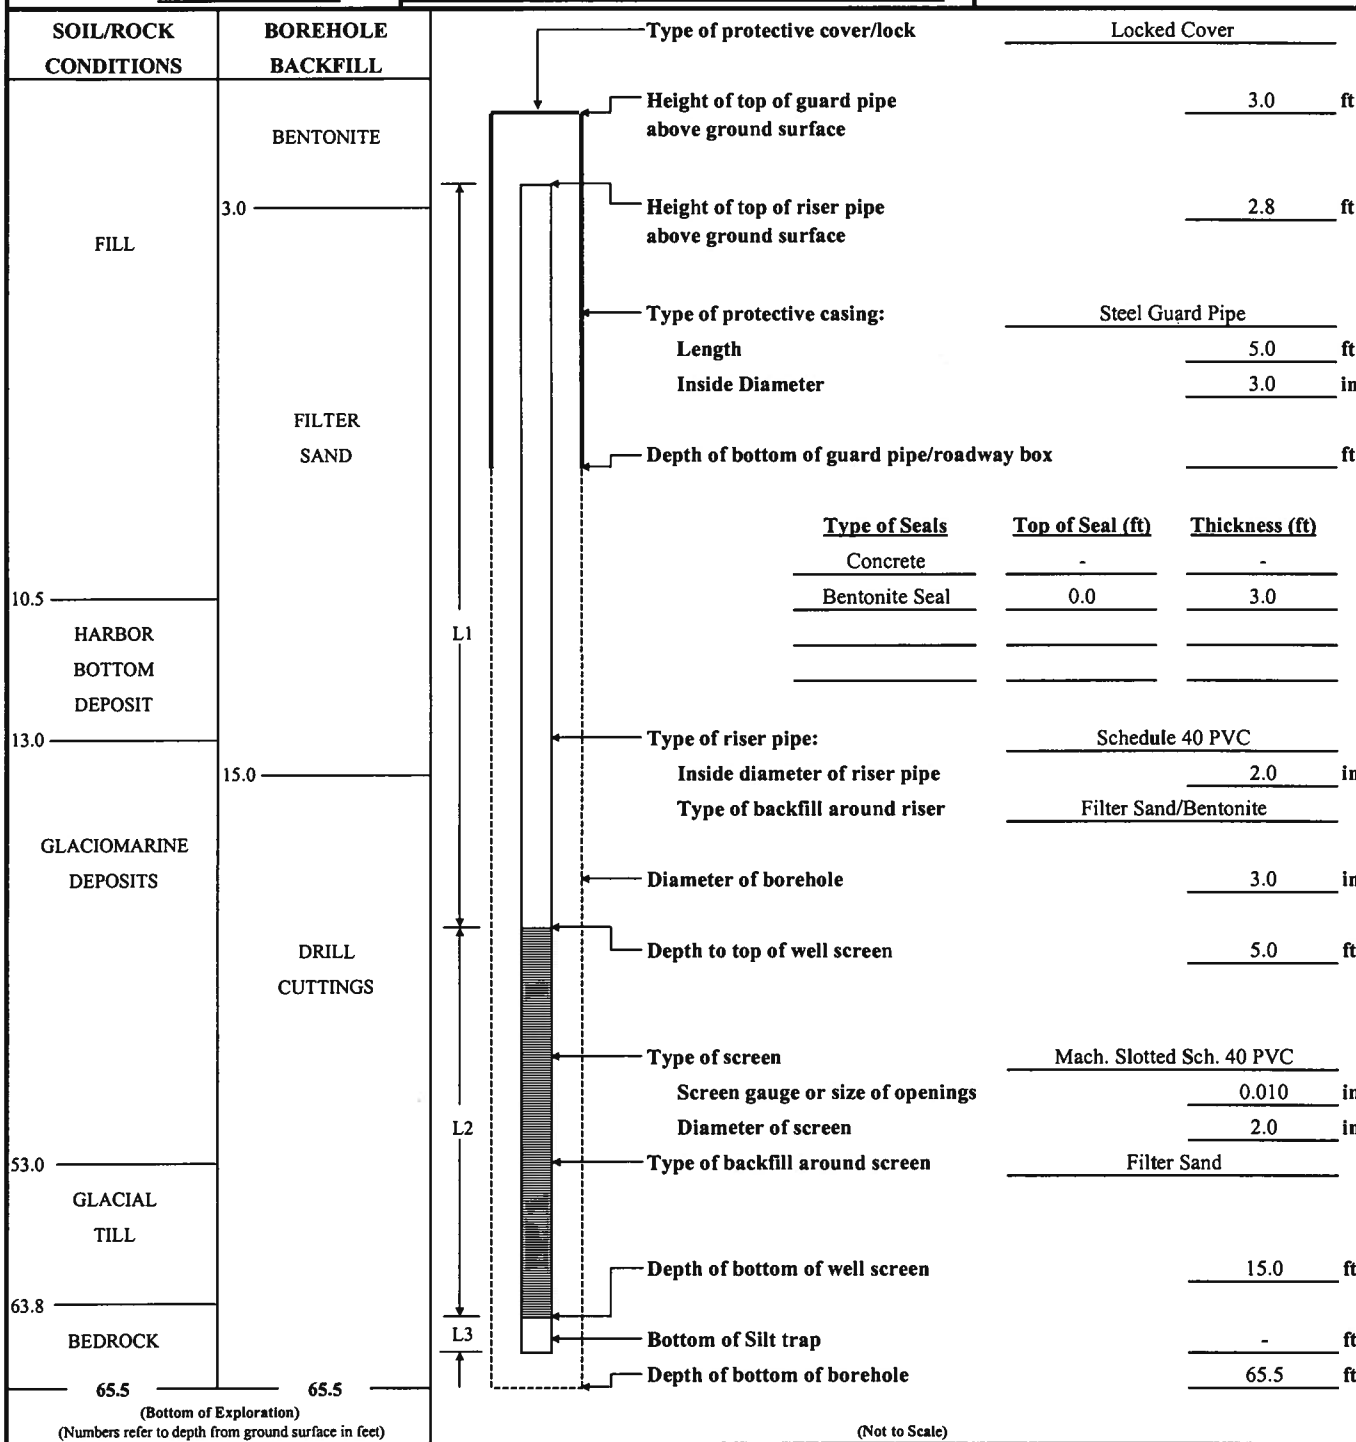 SOIL/ROCK CONDITIONS
BOREHOLE BACKFILL
BENTONITE
3.0
FILL
FILTER
SAND
10.5
HARBOR
BOTTOM
DEPOSIT
13.0
15.0
GLACIOMARINE
DEPOSITS
DRILL
CUTTINGS
53.0
GLACIAL
TILL
63.8
BEDROCK
65.5 65.5
(Bottom of Exploration)
(Numbers refer to depth from ground surface in feet)
L1
L2
L3
Type of protective cover/lock Locked Cover
Height of top of guard pipe 3.0 ft
above ground surface
Height of top of riser pipe 2.8 ft
above ground surface
Type of protective casing: Steel Guard Pipe
Length 5.0 ft
Inside Diameter 3.0 in
Depth of bottom of guard pipe/roadway box ft
Type of Seals Top of Seal (ft) Thickness (ft)
Concrete - -
Bentonite Seal 0.0 3.0
Type of riser pipe: Schedule 40 PVC
Inside diameter of riser pipe 2.0 in
Type of backfill around riser Filter Sand/Bentonite
Diameter of borehole 3.0 in
Depth to top of well screen 5.0 ft
Type of screen Mach. Slotted Sch. 40 PVC
Screen gauge or size of openings 0.010 in
Diameter of screen 2.0 in
Type of backfill around screen Filter Sand
Depth of bottom of well screen 15.0 ft
Bottom of Silt trap - ft
Depth of bottom of borehole 65.5 ft
(Not to Scale)